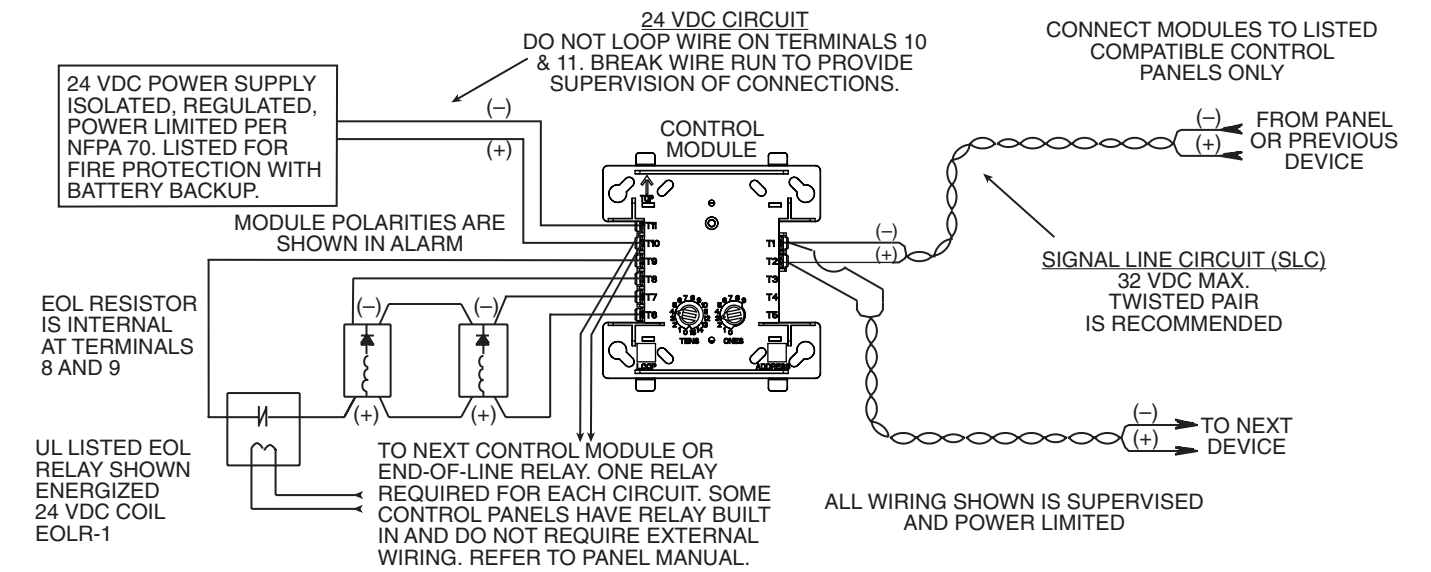 24 VDC CIRCUIT
DO NOT LOOP WIRE ON TERMINALS 10
& 11. BREAK WIRE RUN TO PROVIDE
SUPERVISION OF CONNECTIONS.
CONNECT MODULES TO LISTED
COMPATIBLE CONTROL
PANELS ONLY
24 VDC POWER SUPPLY
ISOLATED, REGULATED,
POWER LIMITED PER
NFPA 70. LISTED FOR
FIRE PROTECTION WITH
BATTERY BACKUP.
(–)
(+)
CONTROL
MODULE
(–)
(+)
FROM PANEL
OR PREVIOUS
DEVICE
MODULE POLARITIES ARE
SHOWN IN ALARM
TOP
T11
T10
T9
T8
T7
T6
T1
T2
T3
T4
T5
(–)
(+)
SIGNAL LINE CIRCUIT (SLC)
32 VDC MAX.
TWISTED PAIR
IS RECOMMENDED
EOL RESISTOR
IS INTERNAL
AT TERMINALS
8 AND 9
(–)
(–)
(+)
(+)
TENS
ONES
LOOP
ADDRESS
UL LISTED EOL
RELAY SHOWN
ENERGIZED
24 VDC COIL
EOLR-1
TO NEXT CONTROL MODULE OR
END-OF-LINE RELAY. ONE RELAY
REQUIRED FOR EACH CIRCUIT. SOME
CONTROL PANELS HAVE RELAY BUILT
IN AND DO NOT REQUIRE EXTERNAL
WIRING. REFER TO PANEL MANUAL.
(–)
(+)
TO NEXT
DEVICE
ALL WIRING SHOWN IS SUPERVISED
AND POWER LIMITED